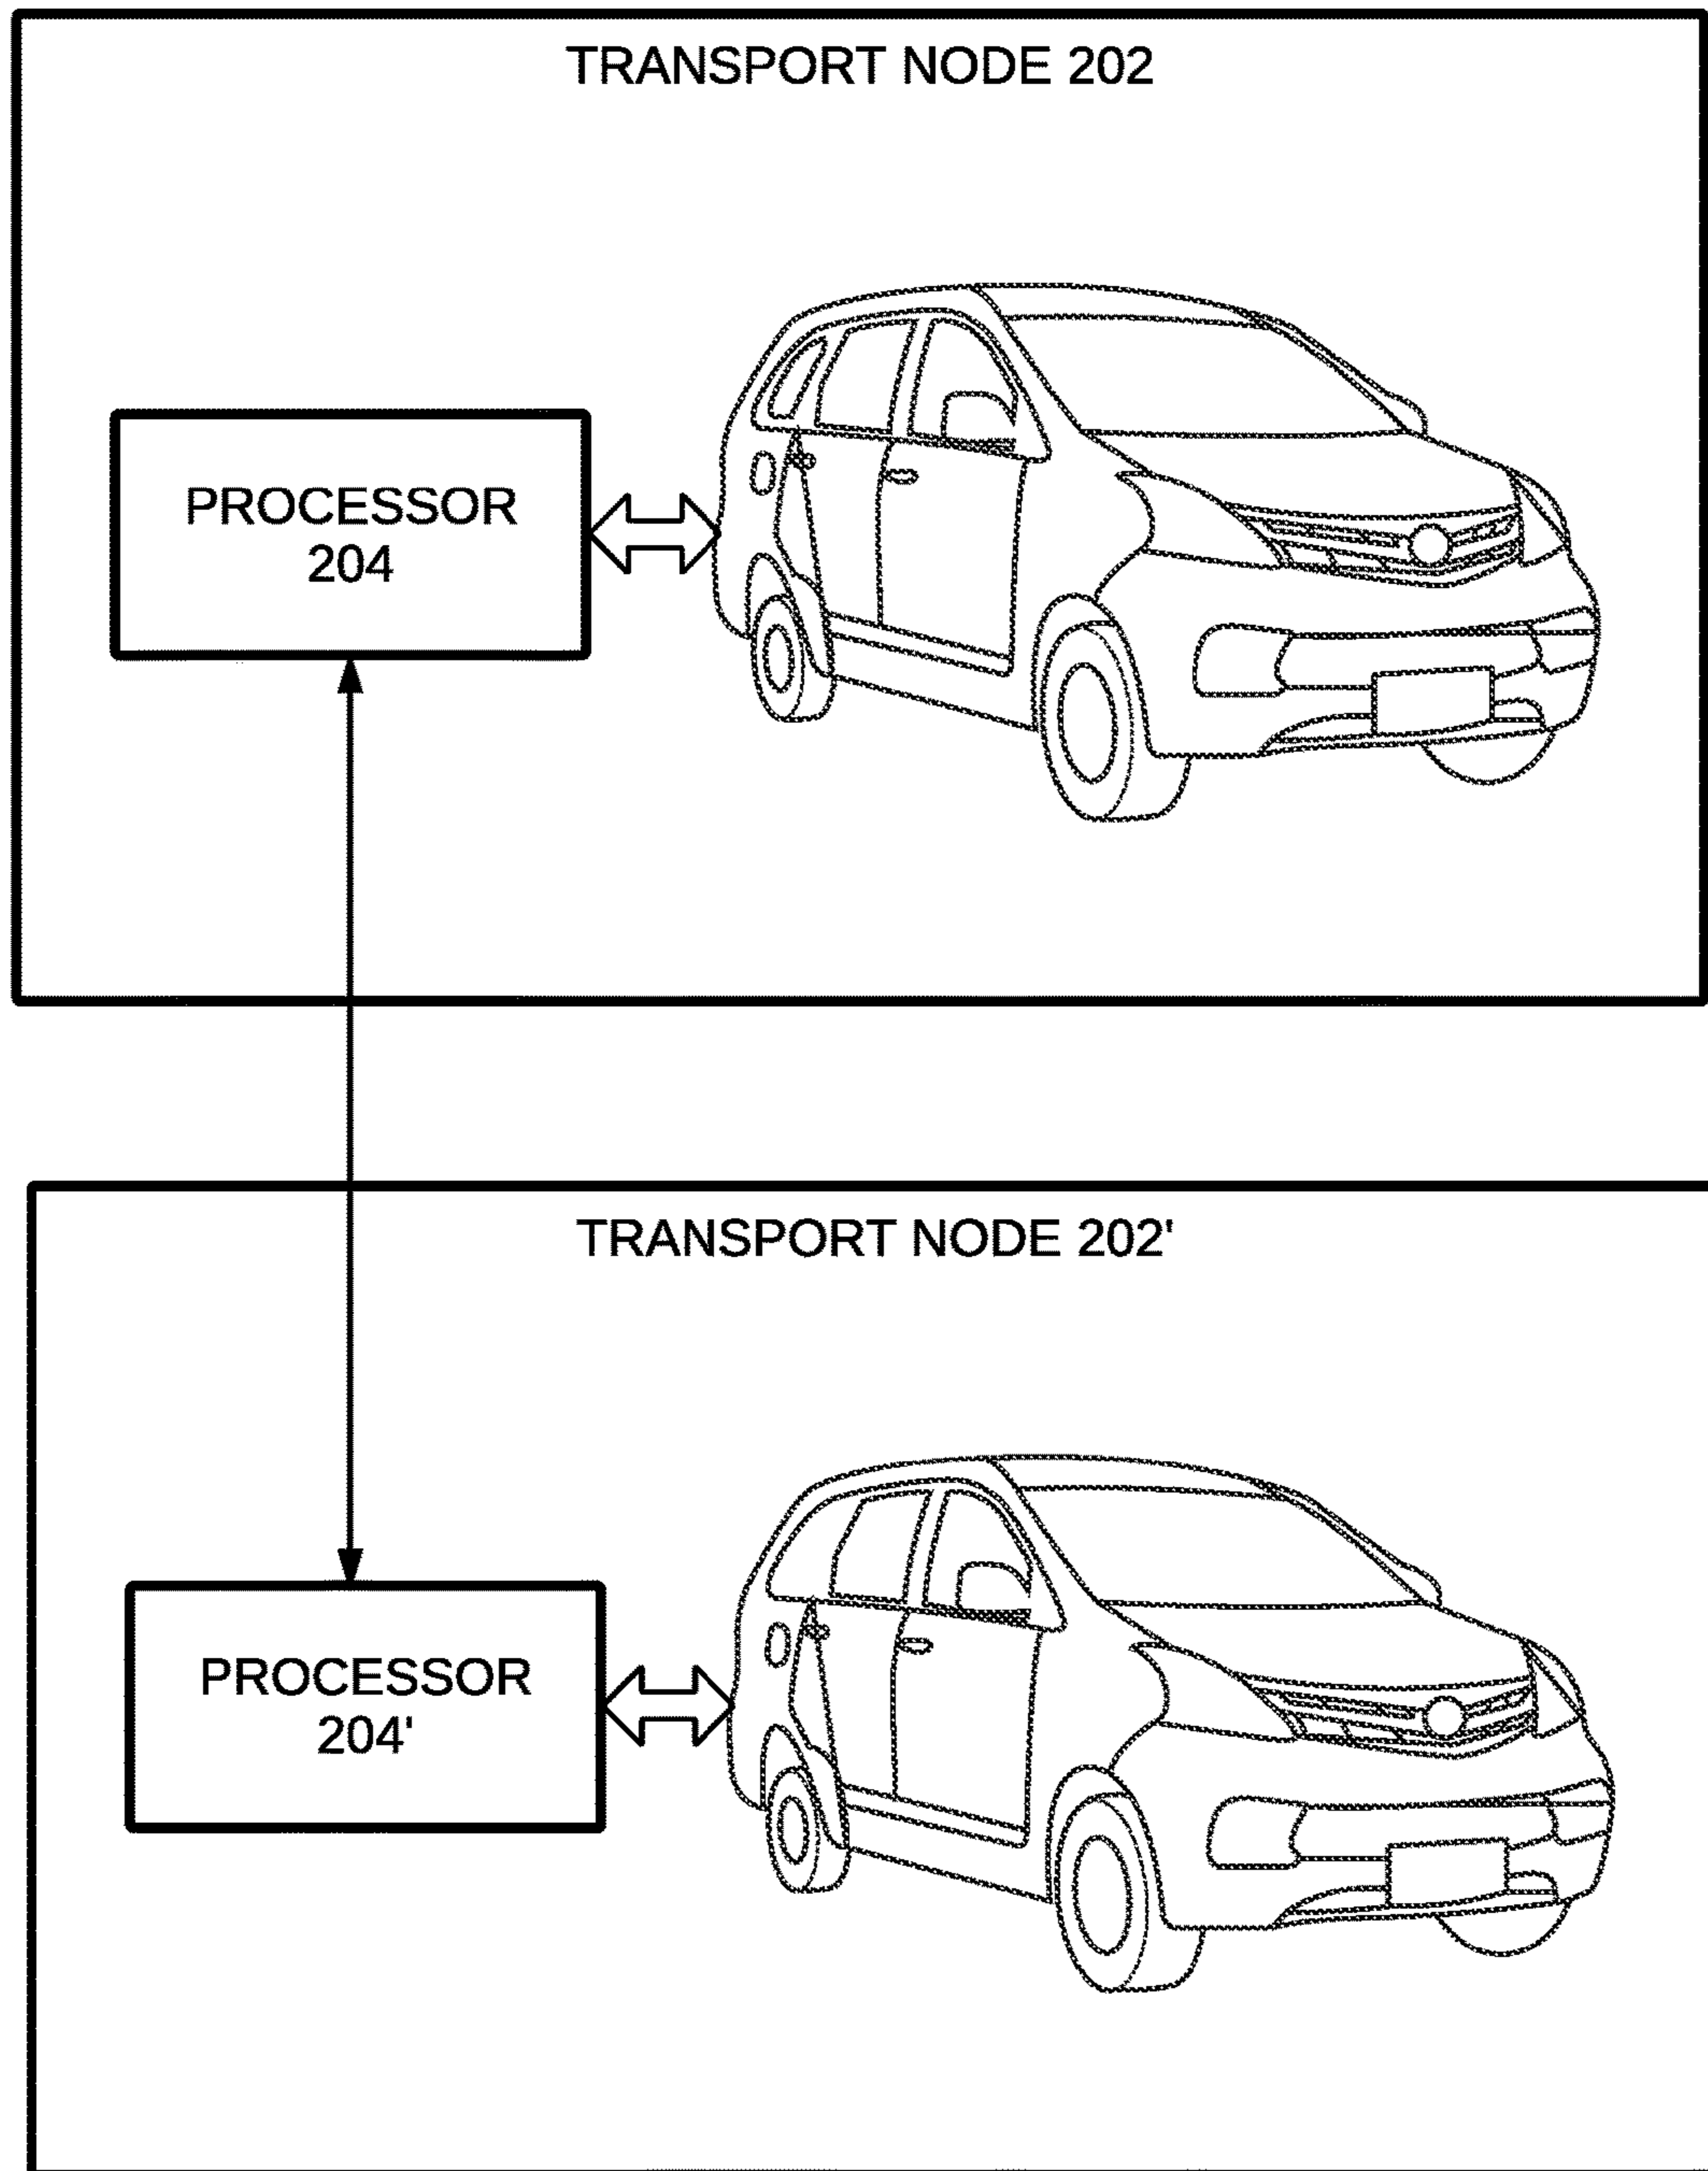 TRANSPORT NODE 202
PROCESSOR
204
TRANSPORT NODE 202'
PROCESSOR
204'